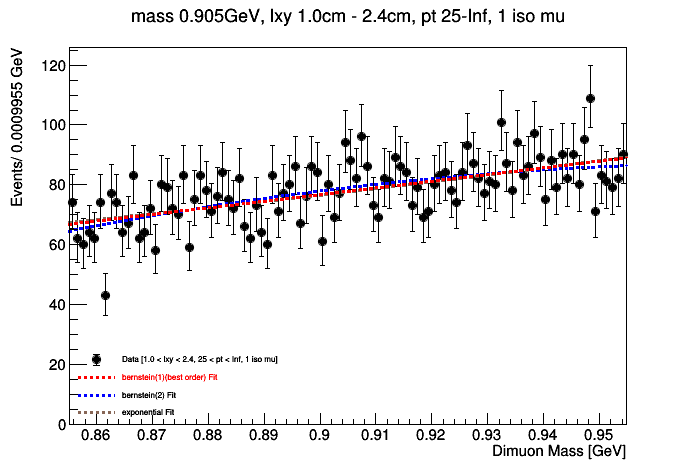 mass 0.905GeV, lxy 1.0cm - 2.4cm, pt 25-Inf, 1 iso mu
Events/ 0.0009955 GeV
120
100
80
60
40
20
0
Data [1.0 < lxy < 2.4, 25 < pt < Inf, 1 iso mu]
bernstein(1)(best order) Fit
bernstein(2) Fit
exponential Fit
0.86 0.87 0.88 0.89 0.9 0.91 0.92 0.93 0.94 0.95
Dimuon Mass [GeV]